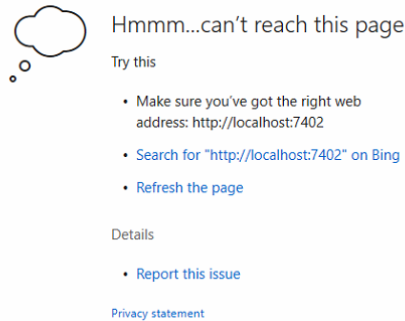 Hmmm...can't reach this page
Try this
• Make sure you've got the right web
address: http://localhost:7402
• Search for "http://localhost:7402" on Bing
• Refresh the page
Details
• Report this issue
Privacy statement